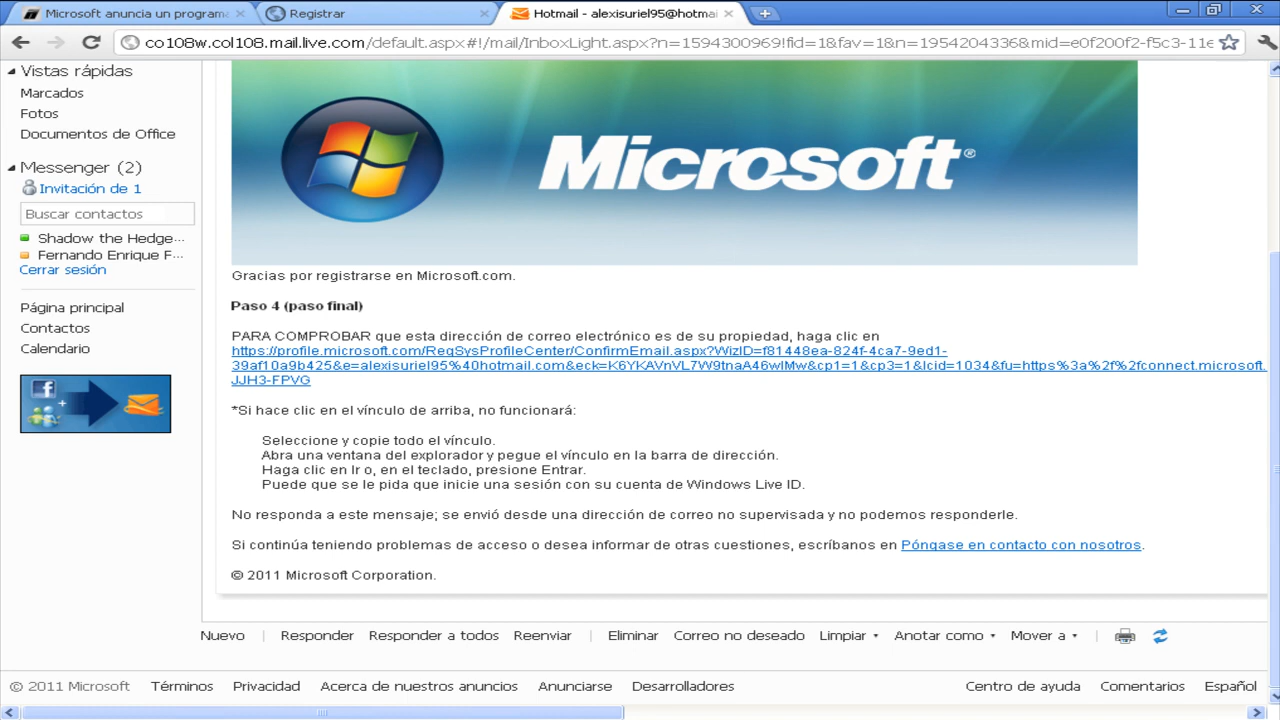 Microsoft anuncia un program
Registrar
Hotmail - alexisuriel95@hotma
co108w.col108.mail.live.com/default.aspx#!/mail/InboxLight.aspx?n=1594300969!fid=1&fav=1&n=1954204336&mid=e0f200f2-f5c3-11e
Vistas rápidas
Marcados
Fotos
Documentos de Office
Messenger (2)
Invitación de 1
Buscar contactos
Shadow the Hedge...
Fernando Enrique F...
Cerrar sesión
Página principal
Contactos
Calendario
Microsoft®
Gracias por registrarse en Microsoft.com.
Paso 4 (paso final)
PARA COMPROBAR que esta dirección de correo electrónico es de su propiedad, haga clic en
https://profile.microsoft.com/RegSysProfileCenter/ConfirmEmail.aspx?WizID=f81448ea-824f-4ca7-9ed1-
39af10a9b425&e=alexisuriel95%40hotmail.com&eck=K6YKAVnVL7W9tnaA46wIMw&cp1=1&cp3=1&lcid=1034&fu=https%3a%2f%2fconnect.microsoft.
JJH3-FPVG
*Si hace clic en el vínculo de arriba, no funcionará:
Seleccione y copie todo el vínculo.
Abra una ventana del explorador y pegue el vínculo en la barra de dirección.
Haga clic en Ir o, en el teclado, presione Entrar.
Puede que se le pida que inicie una sesión con su cuenta de Windows Live ID.
No responda a este mensaje; se envió desde una dirección de correo no supervisada y no podemos responderle.
Si continúa teniendo problemas de acceso o desea informar de otras cuestiones, escríbanos en Póngase en contacto con nosotros.
© 2011 Microsoft Corporation.
Nuevo | Responder Responder a todos Reenviar | Eliminar Correo no deseado Limpiar Anotar como Mover a |
© 2011 Microsoft Términos Privacidad Acerca de nuestros anuncios Anunciarse Desarrolladores Centro de ayuda Comentarios Español